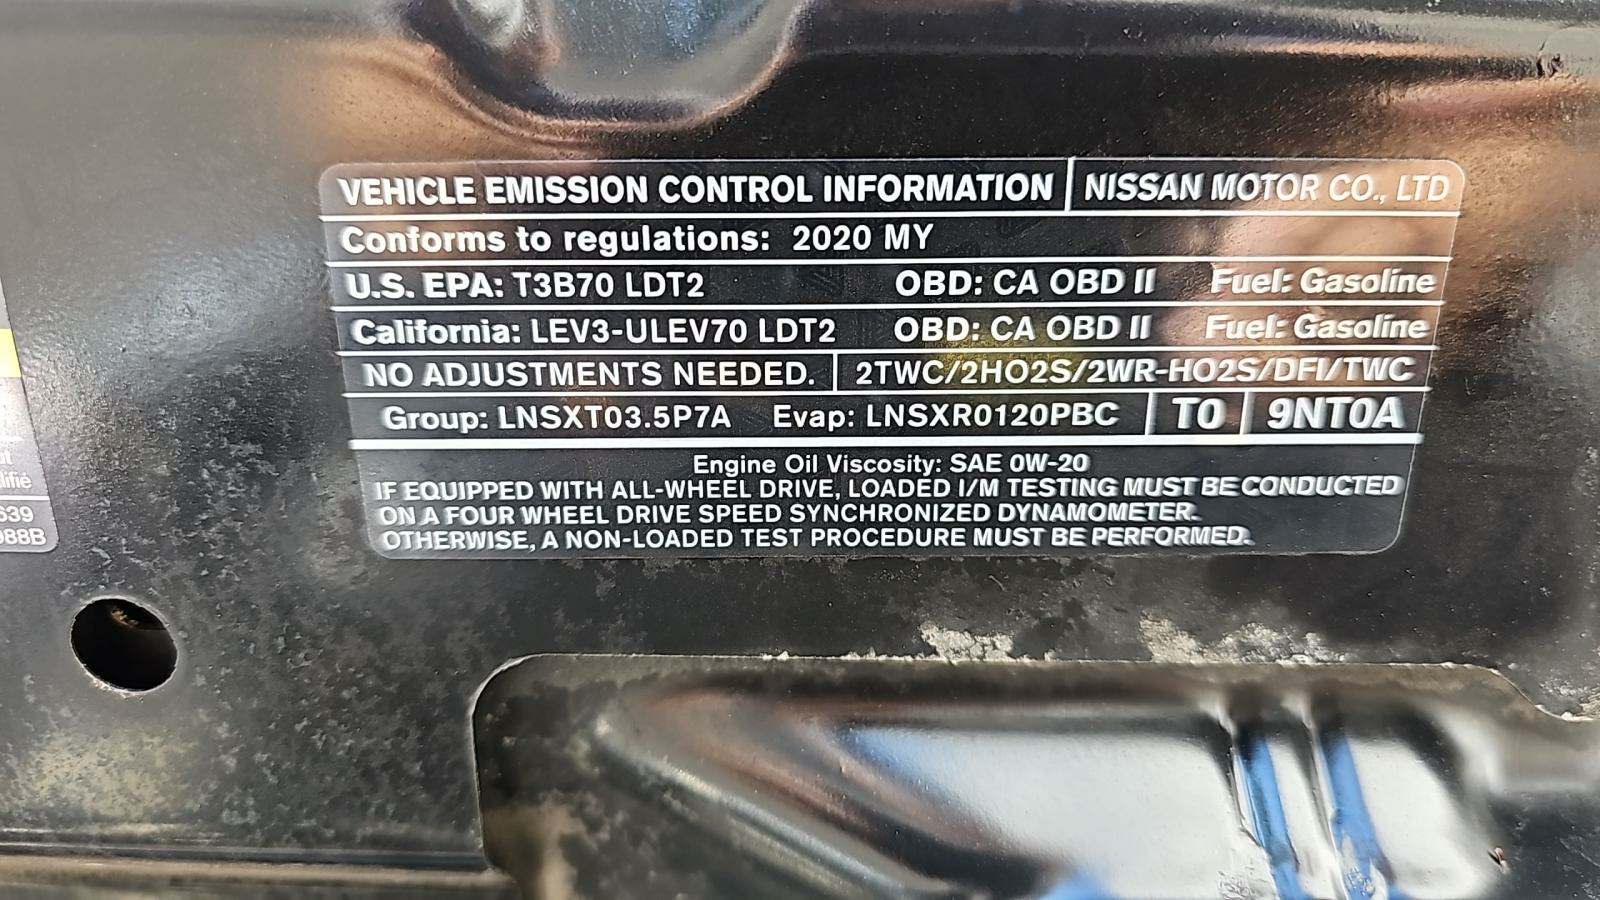 VEHICLE EMISSION CONTROL INFORMATION NISSAN MOTOR CO., LTD
Conforms to regulations: 2020 MY
U.S. EPA: T3B70 LDT2 OBD: CA OBD II Fuel: Gasoline
California: LEV3-ULEV70 LDT2 OBD: CA OBD II Fuel: Gasoline
NO ADJUSTMENTS NEEDED. 2TWC/2HO2S/2WR-HO2S/DFI/TWC
Group: LNSXT03.5P7A Evap: LNSXR0120PBC T0 9NT0A
Engine Oil Viscosity: SAE 0W-20
IF EQUIPPED WITH ALL-WHEEL DRIVE, LOADED I/M TESTING MUST BE CONDUCTED
ON A FOUR WHEEL DRIVE SPEED SYNCHRONIZED DYNAMOMETER.
OTHERWISE, A NON-LOADED TEST PROCEDURE MUST BE PERFORMED.